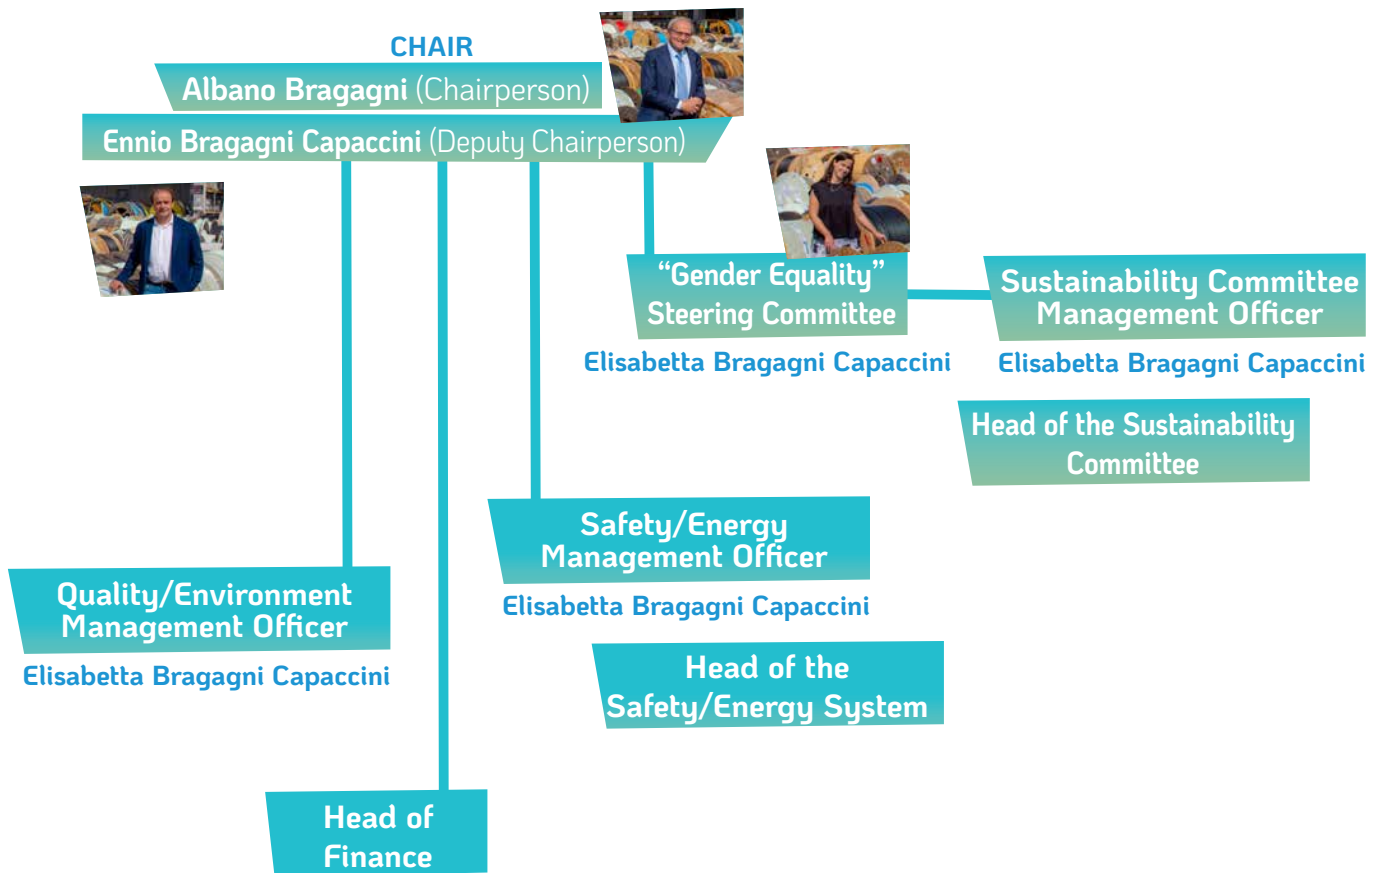 CHAIR
Albano Bragagni (Chairperson)
Ennio Bragagni Capaccini (Deputy Chairperson)
“Gender Equality”
Steering Committee
Elisabetta Bragagni Capaccini
Sustainability Committee
Management Officer
Elisabetta Bragagni Capaccini
Head of the Sustainability
Committee
Safety/Energy
Management Officer
Elisabetta Bragagni Capaccini
Head of the
Safety/Energy System
Quality/Environment
Management Officer
Elisabetta Bragagni Capaccini
Head of
Finance